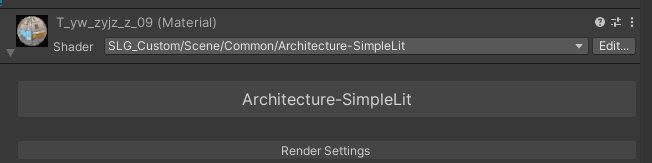 T_yw_zyjz_z_09 (Material)
Shader SLG_Custom/Scene/Common/Architecture-SimpleLit Edit...
Architecture-SimpleLit
Render Settings